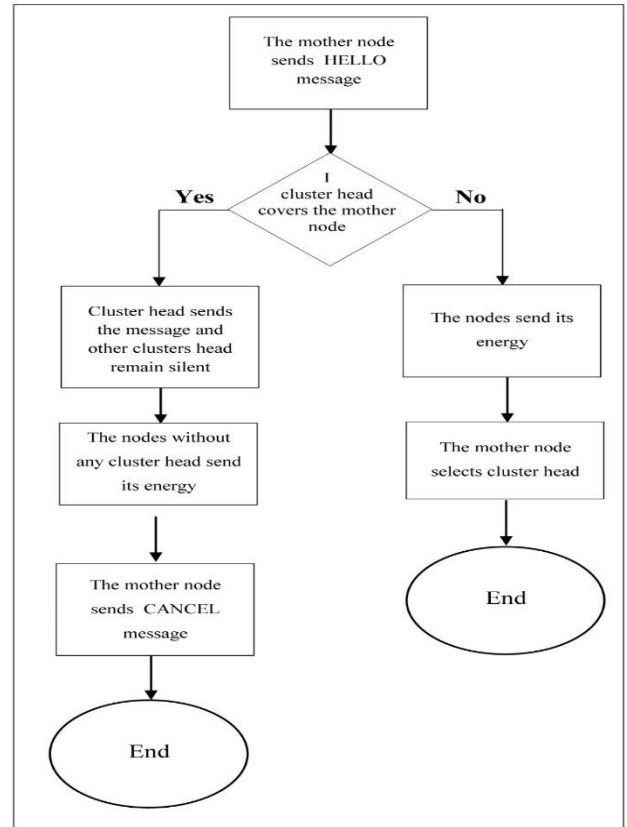 The mother node
sends HELLO
message
I
cluster head
covers the mother
node
Yes
No
Cluster head sends
the message and
other clusters head
remain silent
The nodes send its
energy
The nodes without
any cluster head send
its energy
The mother node
selects cluster head
The mother node
sends CANCEL
message
End
End